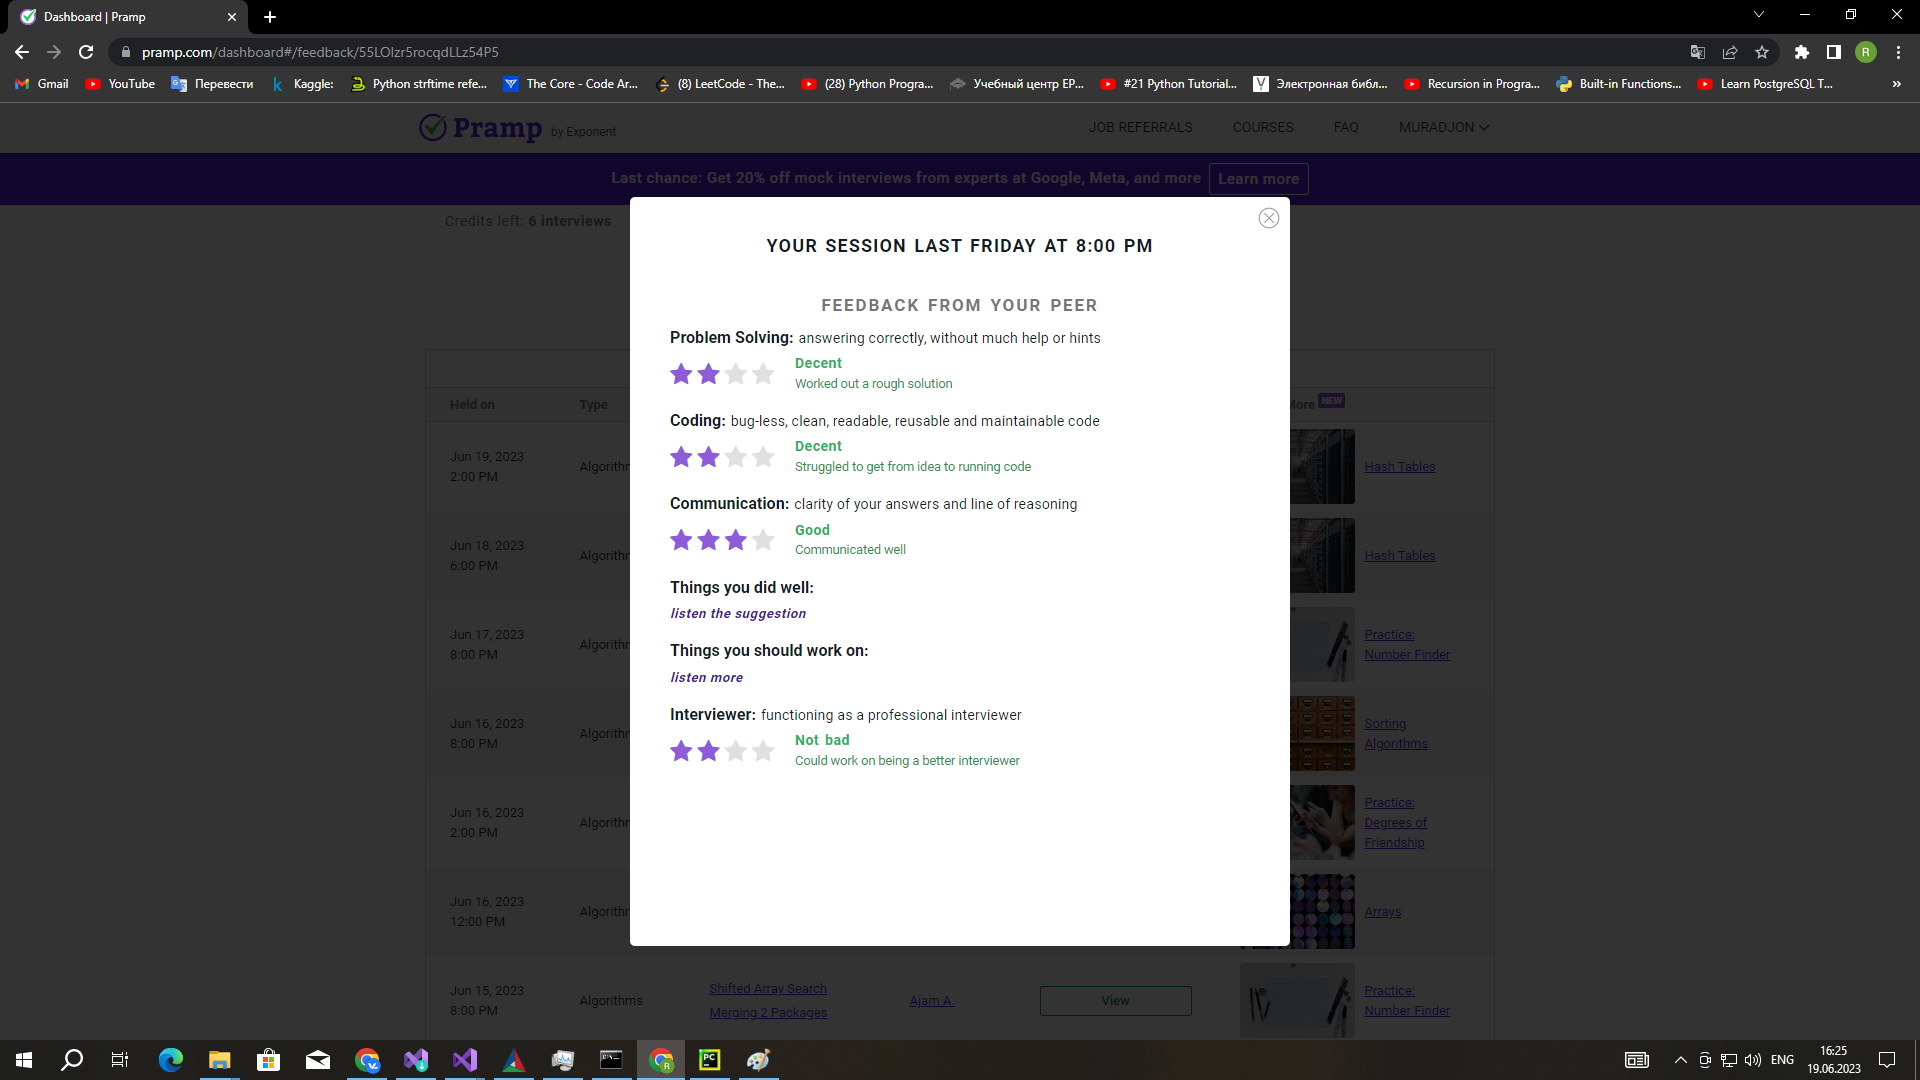 Dashboard | Pramp
pramp.com/dashboard#/feedback/55LOlzr5rocqdLLz54P5
R
Gmail
YouTube
Перевести
Kaggle:
Python strftime refe...
The Core - Code Ar...
(8) LeetCode - The...
(28) Python Progra...
Учебный центр EP...
#21 Python Tutorial...
Электронная библ...
Recursion in Progra...
Built-in Functions...
Learn PostgreSQL T...
»
Pramp by Exponent
JOB REFERRALS
COURSES
FAQ
MURADJON
Last chance: Get 20% off mock interviews from experts at Google, Meta, and more
Learn more
Credits left: 6 interviews
YOUR SESSION LAST FRIDAY AT 8:00 PM
FEEDBACK FROM YOUR PEER
Problem Solving: answering correctly, without much help or hints
Decent
Worked out a rough solution
Coding: bug-less, clean, readable, reusable and maintainable code
Decent
Struggled to get from idea to running code
Communication: clarity of your answers and line of reasoning
Good
Communicated well
Things you did well:
listen the suggestion
Things you should work on:
listen more
Interviewer: functioning as a professional interviewer
Not bad
Could work on being a better interviewer
Held on
Type
More NEW
Jun 19, 2023
2:00 PM
Algorithm
Hash Tables
Jun 18, 2023
6:00 PM
Algorithm
Hash Tables
Jun 17, 2023
8:00 PM
Algorithm
Practice:
Number Finder
Jun 16, 2023
8:00 PM
Algorithm
Sorting
Algorithms
Jun 16, 2023
2:00 PM
Algorithm
Practice:
Degrees of
Friendship
Jun 16, 2023
12:00 PM
Algorithm
Arrays
Jun 15, 2023
8:00 PM
Algorithms
Shifted Array Search
Merging 2 Packages
Ajam A.
View
Practice:
Number Finder
ENG
16:25
19.06.2023